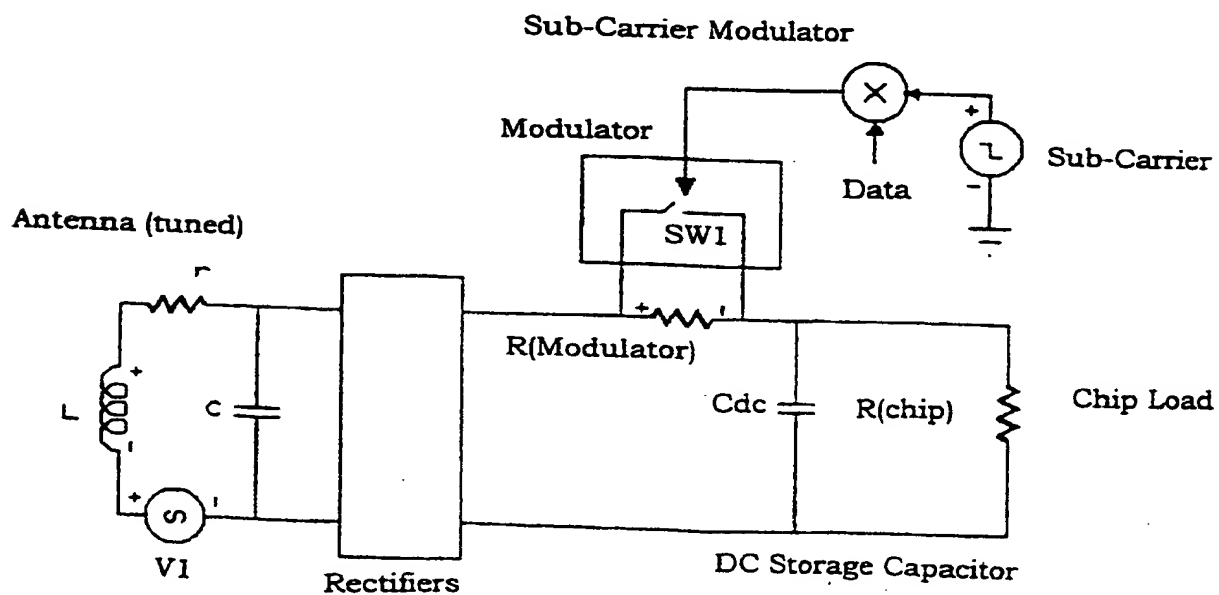 Sub-Carrier Modulator
+
Modulator
Sub-Carrier
-
Data
SW1
Antenna (tuned)
r
+ -
R(Modulator)
+
L
C
Cdc
R(chip)
Chip Load
-
+ -
S
V1
DC Storage Capacitor
Rectifiers